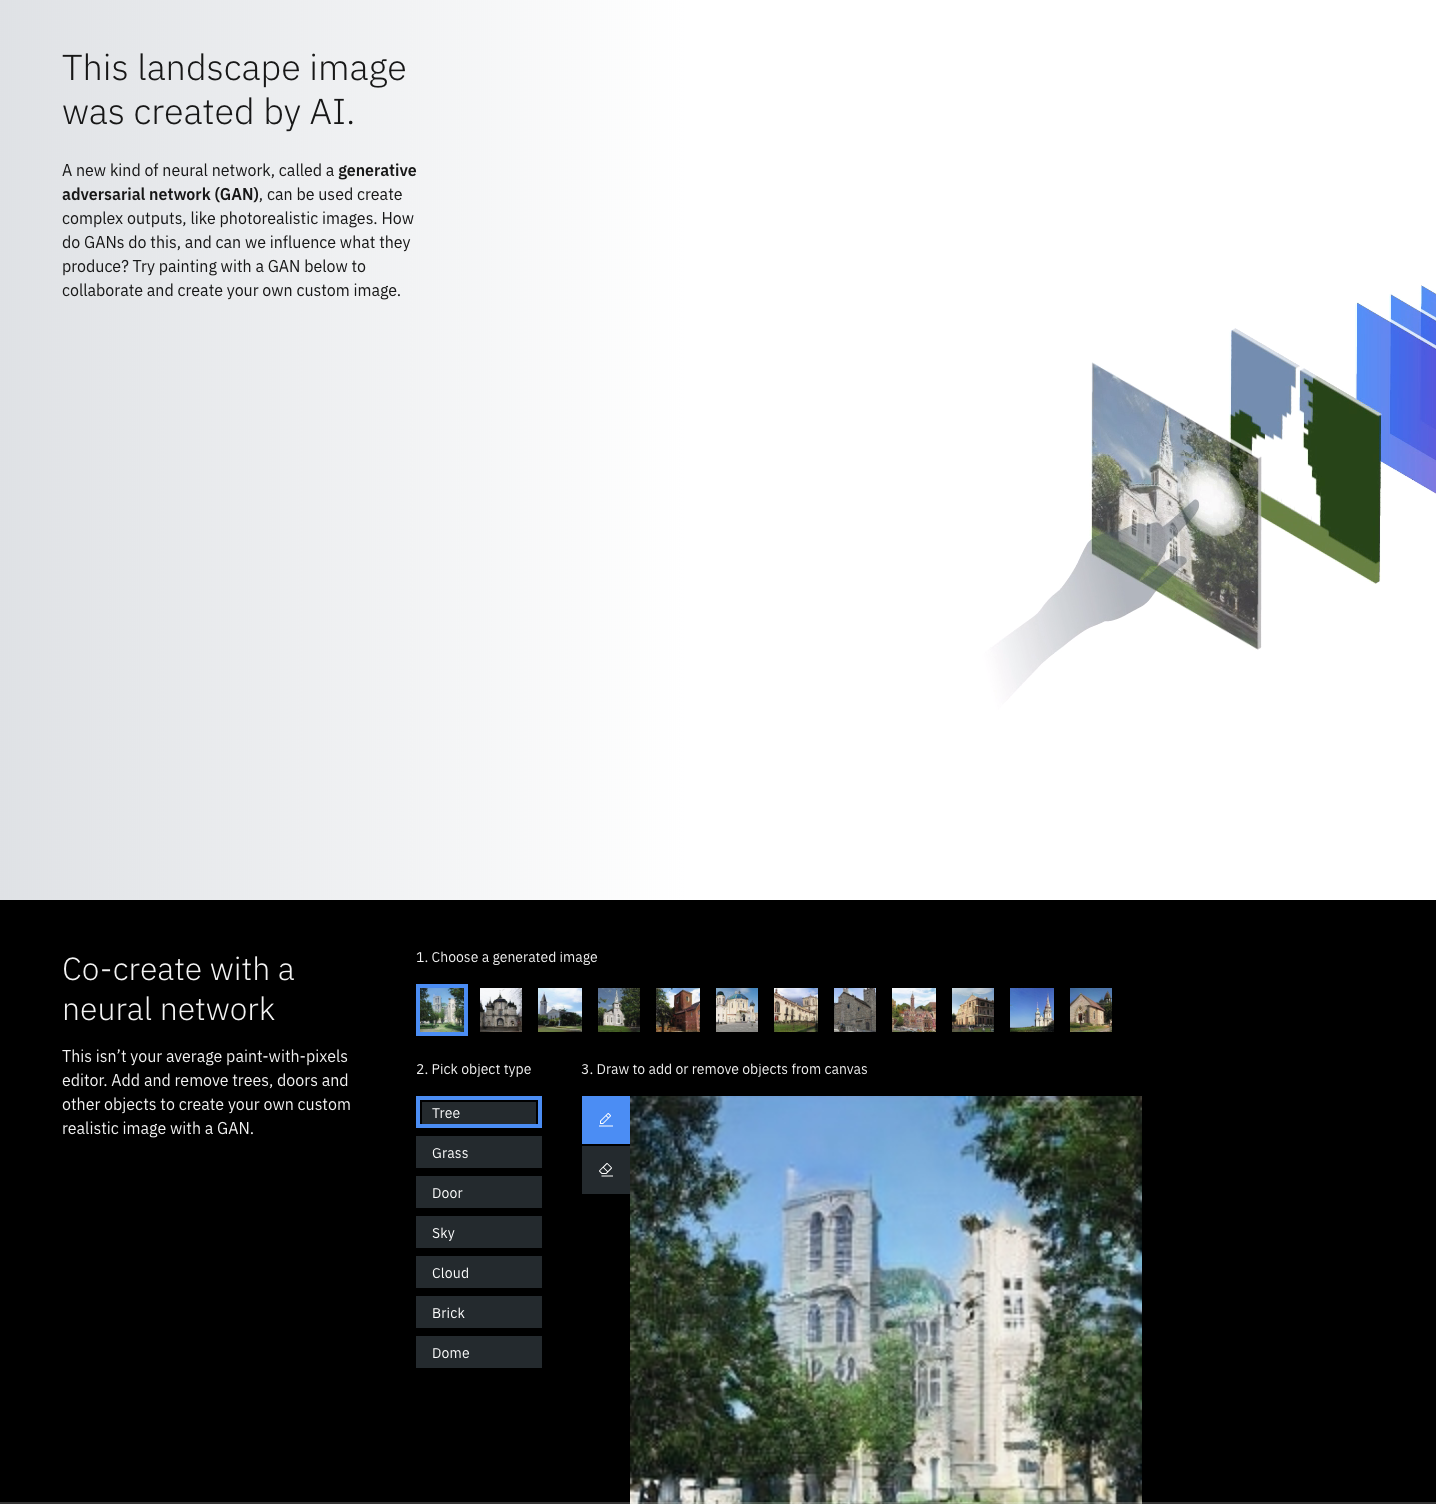 This landscape image
was created by AI.
A new kind of neural network, called a generative
adversarial network (GAN), can be used create
complex outputs, like photorealistic images. How
do GANs do this, and can we influence what they
produce? Try painting with a GAN below to
collaborate and create your own custom image.
Co-create with a
neural network
This isn’t your average paint-with-pixels
editor. Add and remove trees, doors and
other objects to create your own custom
realistic image with a GAN.
1. Choose a generated image
2. Pick object type
Tree
Grass
Door
Sky
Cloud
Brick
Dome
3. Draw to add or remove objects from canvas